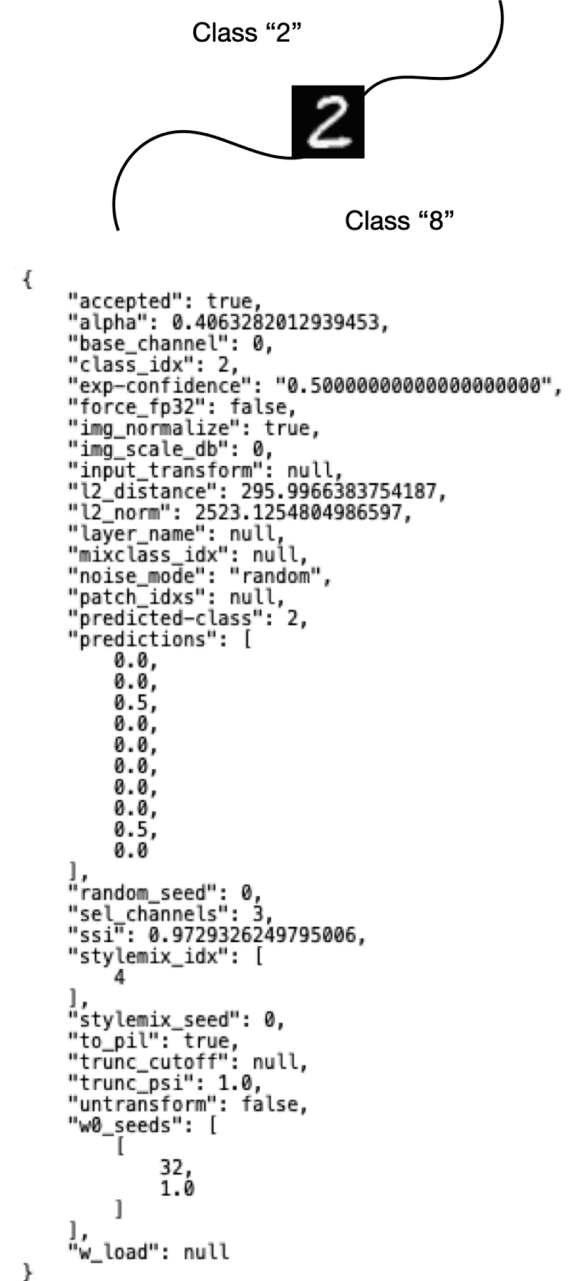 Class “2”
2
Class “8”
{
    "accepted": true,
    "alpha": 0.4063282012939453,
    "base_channel": 0,
    "class_idx": 2,
    "exp-confidence": "0.50000000000000000000",
    "force_fp32": false,
    "img_normalize": true,
    "img_scale_db": 0,
    "input_transform": null,
    "l2_distance": 295.9966383754187,
    "l2_norm": 2523.1254804986597,
    "layer_name": null,
    "mixclass_idx": null,
    "noise_mode": "random",
    "patch_idxs": null,
    "predicted-class": 2,
    "predictions": [
        0.0,
        0.0,
        0.5,
        0.0,
        0.0,
        0.0,
        0.0,
        0.0,
        0.5,
        0.0
    ],
    "random_seed": 0,
    "sel_channels": 3,
    "ssi": 0.9729326249795006,
    "stylemix_idx": [
        4
    ],
    "stylemix_seed": 0,
    "to_pil": true,
    "trunc_cutoff": null,
    "trunc_psi": 1.0,
    "untransform": false,
    "w0_seeds": [
        [
            32,
            1.0
        ]
    ],
    "w_load": null
}